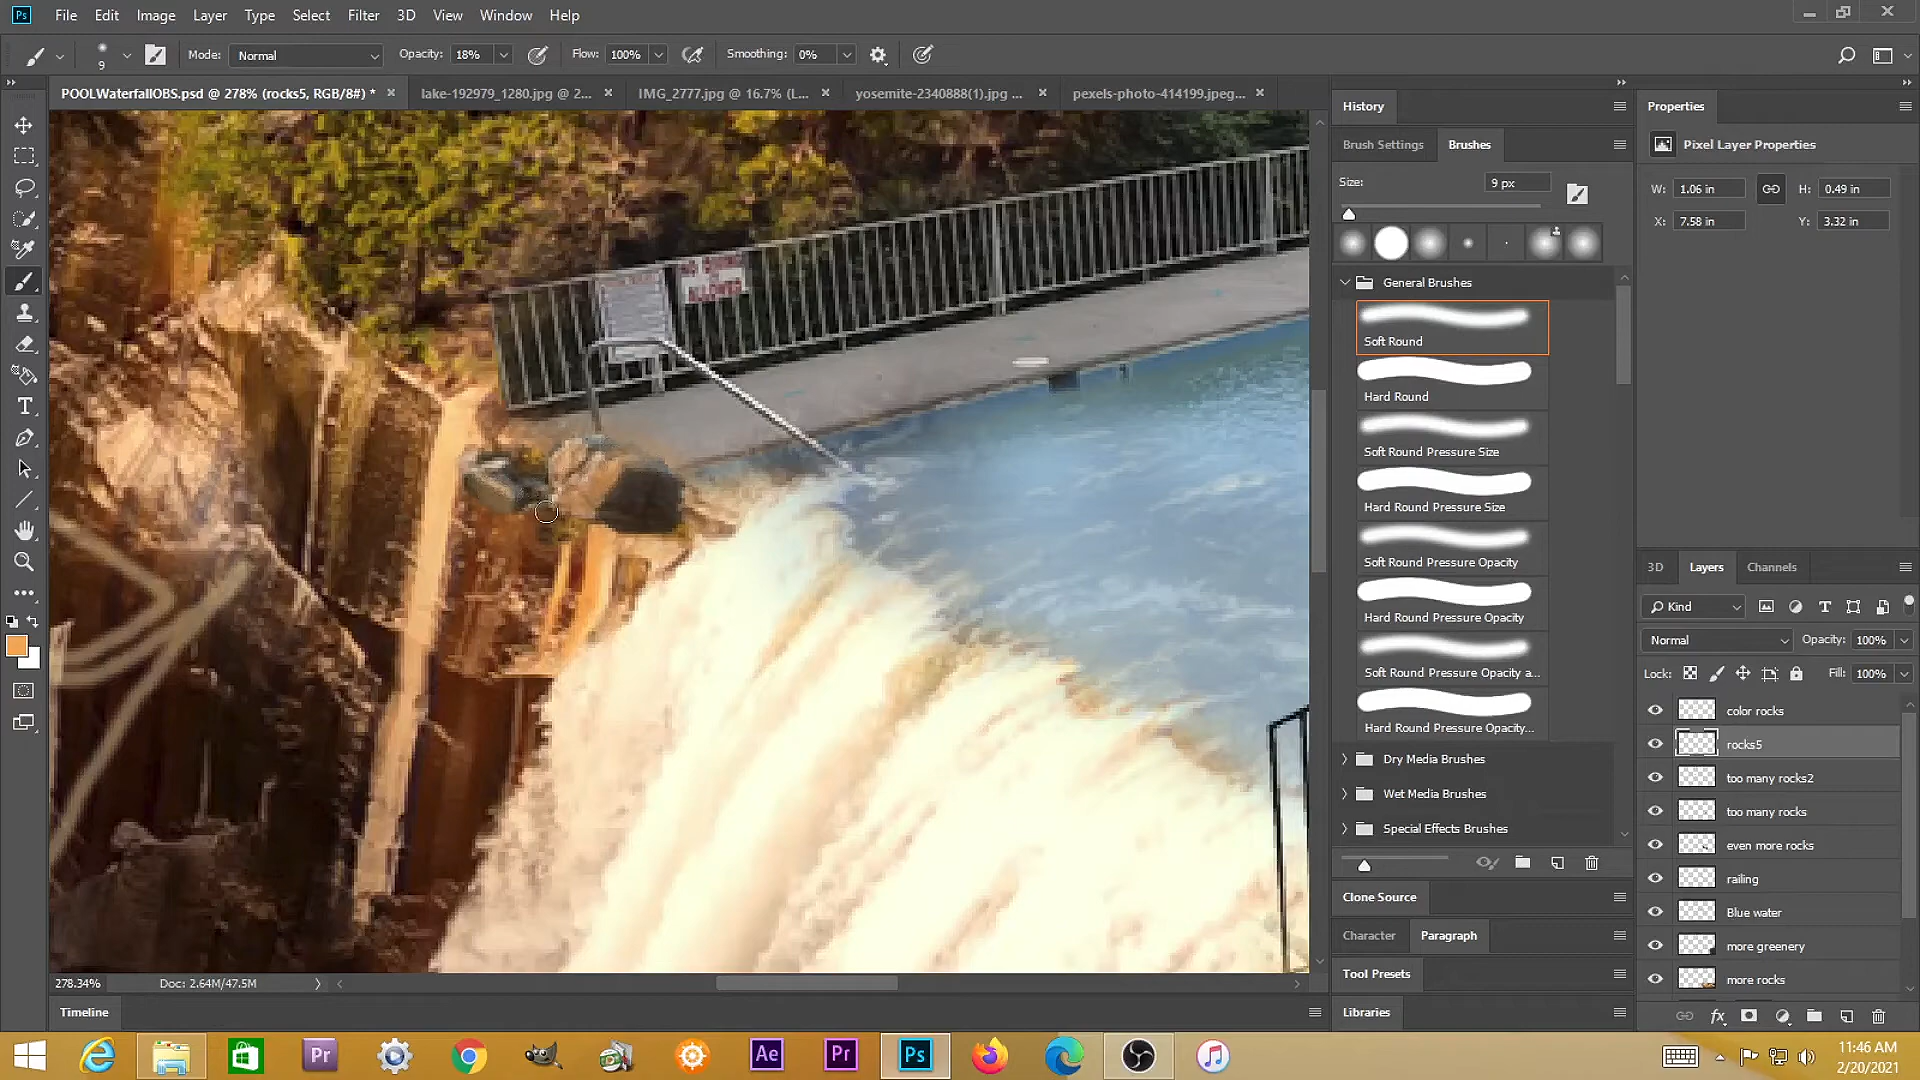 Ps File Edit Image Layer Type Select Filter 3D View Window Help
9 Mode: Normal Opacity: 18% Flow: 100% Smoothing: 0%
POOLWaterfallOBS.psd @ 278% (rocks5, RGB/8#) * × lake-192979_1280.jpg @ 2... × IMG_2777.jpg @ 16.7% (L... × yosemite-2340888(1).jpg ... × pexels-photo-414199.jpeg... ×
ALLOWED
278.34% Doc: 2.64M/47.5M
Timeline
History
Brush Settings Brushes
Size: 9 px
General Brushes
Soft Round
Hard Round
Soft Round Pressure Size
Hard Round Pressure Size
Soft Round Pressure Opacity
Hard Round Pressure Opacity
Soft Round Pressure Opacity a...
Hard Round Pressure Opacity...
Dry Media Brushes
Wet Media Brushes
Special Effects Brushes
Clone Source
Character Paragraph
Tool Presets
Libraries
Properties
Pixel Layer Properties
W: 1.06 in H: 0.49 in
X: 7.58 in Y: 3.32 in
3D Layers Channels
Kind
Normal Opacity: 100%
Lock: Fill: 100%
color rocks
rocks5
too many rocks2
too many rocks
even more rocks
railing
Blue water
more greenery
more rocks
fx
Pr Ae Pr Ps
11:46 AM
2/20/2021